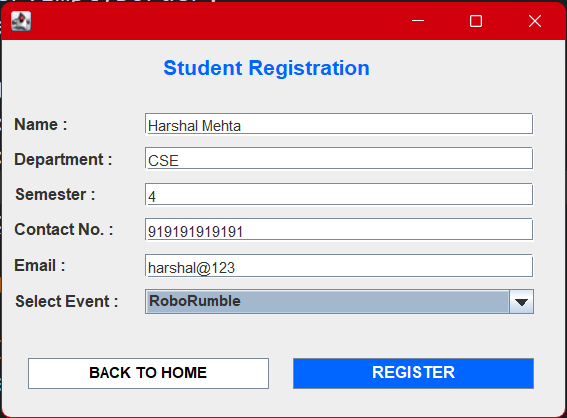 Student Registration
Name : Harshal Mehta
Department : CSE
Semester : 4
Contact No. : 919191919191
Email : harshal@123
Select Event : RoboRumble
BACK TO HOME REGISTER